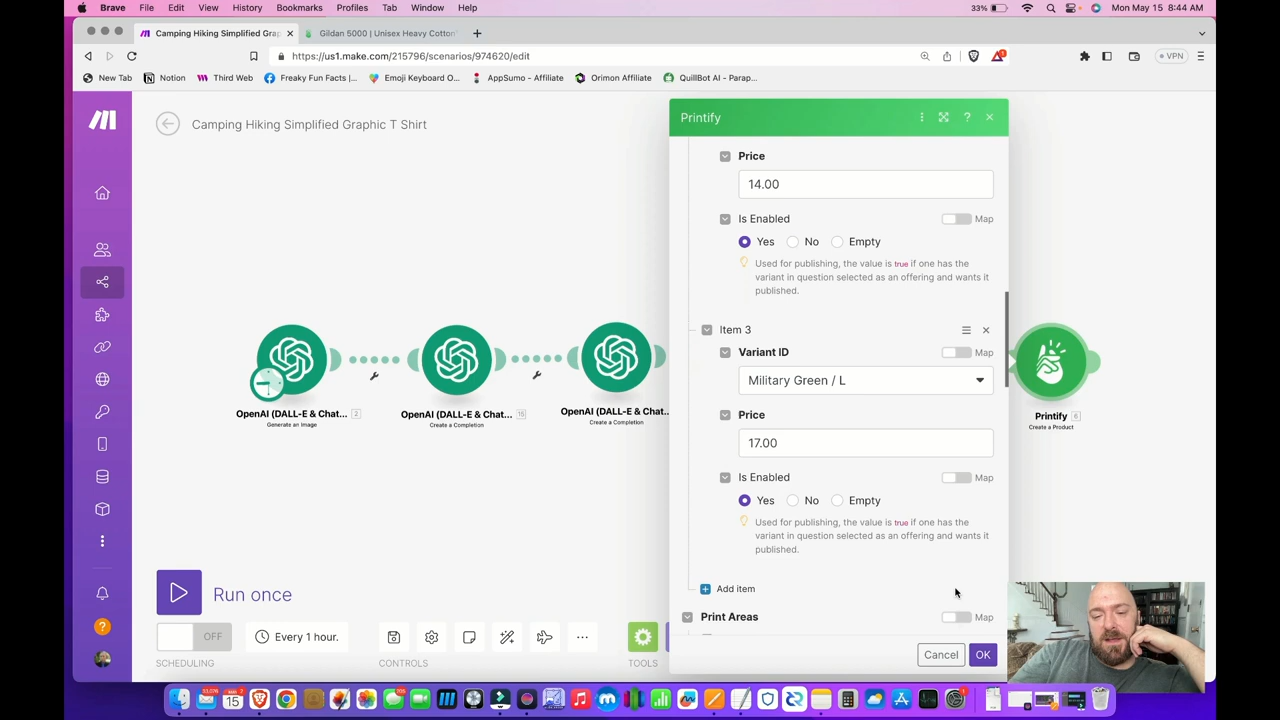 Brave File Edit View History Bookmarks Profiles Tab Window Help
33% Mon May 15 8:44 AM
Camping Hiking Simplified Grap
Gildan 5000 | Unisex Heavy Cotton
https://us1.make.com/215796/scenarios/974620/edit
VPN
New Tab Notion Third Web Freaky Fun Facts |... Emoji Keyboard O... AppSumo - Affiliate Orimon Affiliate QuillBot AI - Parap...
Camping Hiking Simplified Graphic T Shirt
Printify
Price
14.00
Is Enabled Map
Yes No Empty
Used for publishing, the value is true if one has the
variant in question selected as an offering and wants it
published.
Item 3
Variant ID Map
Military Green / L
Price
17.00
Is Enabled Map
Yes No Empty
Used for publishing, the value is true if one has the
variant in question selected as an offering and wants it
published.
Add item
Print Areas Map
Cancel OK
OpenAI (DALL-E & Chat... 2
Generate an Image
OpenAI (DALL-E & Chat... 15
Create a Completion
OpenAI (DALL-E & Chat..
Create a Completion
Printify 6
Create a Product
Run once
OFF
Every 1 hour.
SCHEDULING
CONTROLS
TOOLS